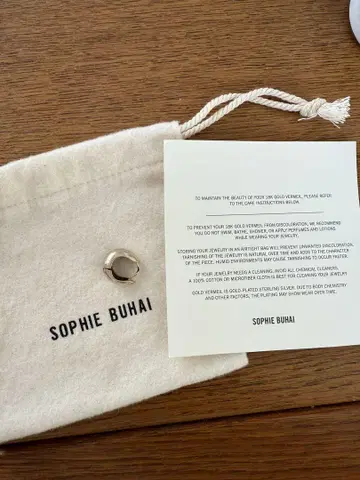 TO MAINTAIN THE BEAUTY OF YOUR 18K GOLD VERMEIL, PLEASE REFER
TO THE CARE INSTRUCTIONS BELOW.
TO PREVENT YOUR 18K GOLD VERMEIL FROM DISCOLORATION, WE RECOMMEND
YOU DO NOT SWIM, BATHE, SHOWER, OR APPLY PERFUMES AND LOTIONS
WHILE WEARING YOUR JEWELRY.
STORING YOUR JEWELRY IN AN AIRTIGHT BAG WILL PREVENT UNWANTED DISCOLORATION.
TARNISHING OF THE JEWELRY IS NATURAL OVER TIME AND ADDS TO THE CHARACTER
OF THE PIECE. HUMID ENVIRONMENTS MAY CAUSE TARNISHING TO OCCUR FASTER.
IF YOUR JEWELRY NEEDS A CLEANING, AVOID ALL CHEMICAL CLEANERS.
A 100% COTTON OR MICROFIBER CLOTH IS BEST FOR CLEANING YOUR JEWELRY.
GOLD VERMEIL IS GOLD PLATED STERLING SILVER. DUE TO BODY CHEMISTRY
AND OTHER FACTORS, THE PLATING MAY SHOW WEAR OVER TIME.
SOPHIE BUHAI
SOPHIE BUHAI